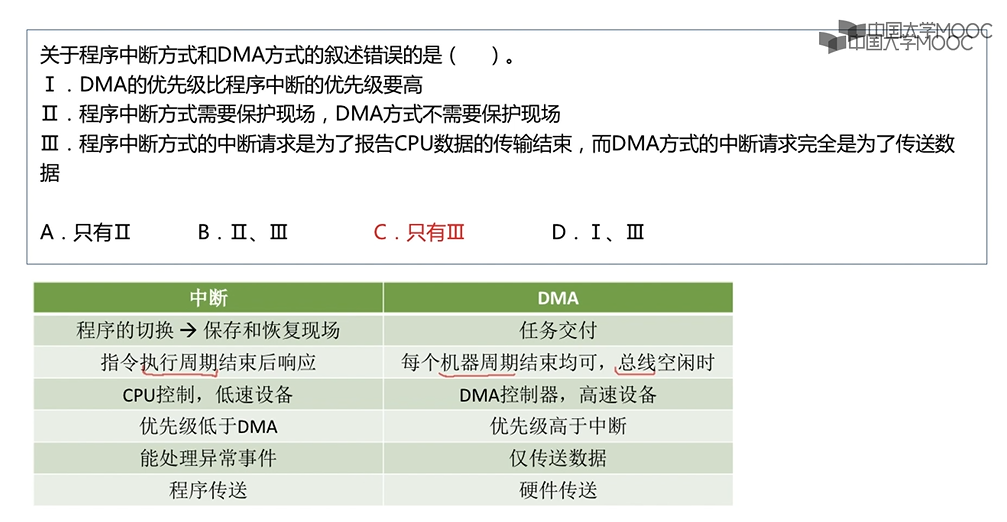 中国大学MOOC
中国大学MOOC
关于程序中断方式和DMA方式的叙述错误的是（　　）。
Ⅰ．DMA的优先级比程序中断的优先级要高
Ⅱ．程序中断方式需要保护现场，DMA方式不需要保护现场
Ⅲ．程序中断方式的中断请求是为了报告CPU数据的传输结束，而DMA方式的中断请求完全是为了传送数
据
A．只有Ⅱ B．Ⅱ、Ⅲ C．只有Ⅲ D．Ⅰ、Ⅲ
中断 DMA
程序的切换 → 保存和恢复现场 任务交付
指令执行周期结束后响应 每个机器周期结束均可，总线空闲时
CPU控制，低速设备 DMA控制器，高速设备
优先级低于DMA 优先级高于中断
能处理异常事件 仅传送数据
程序传送 硬件传送